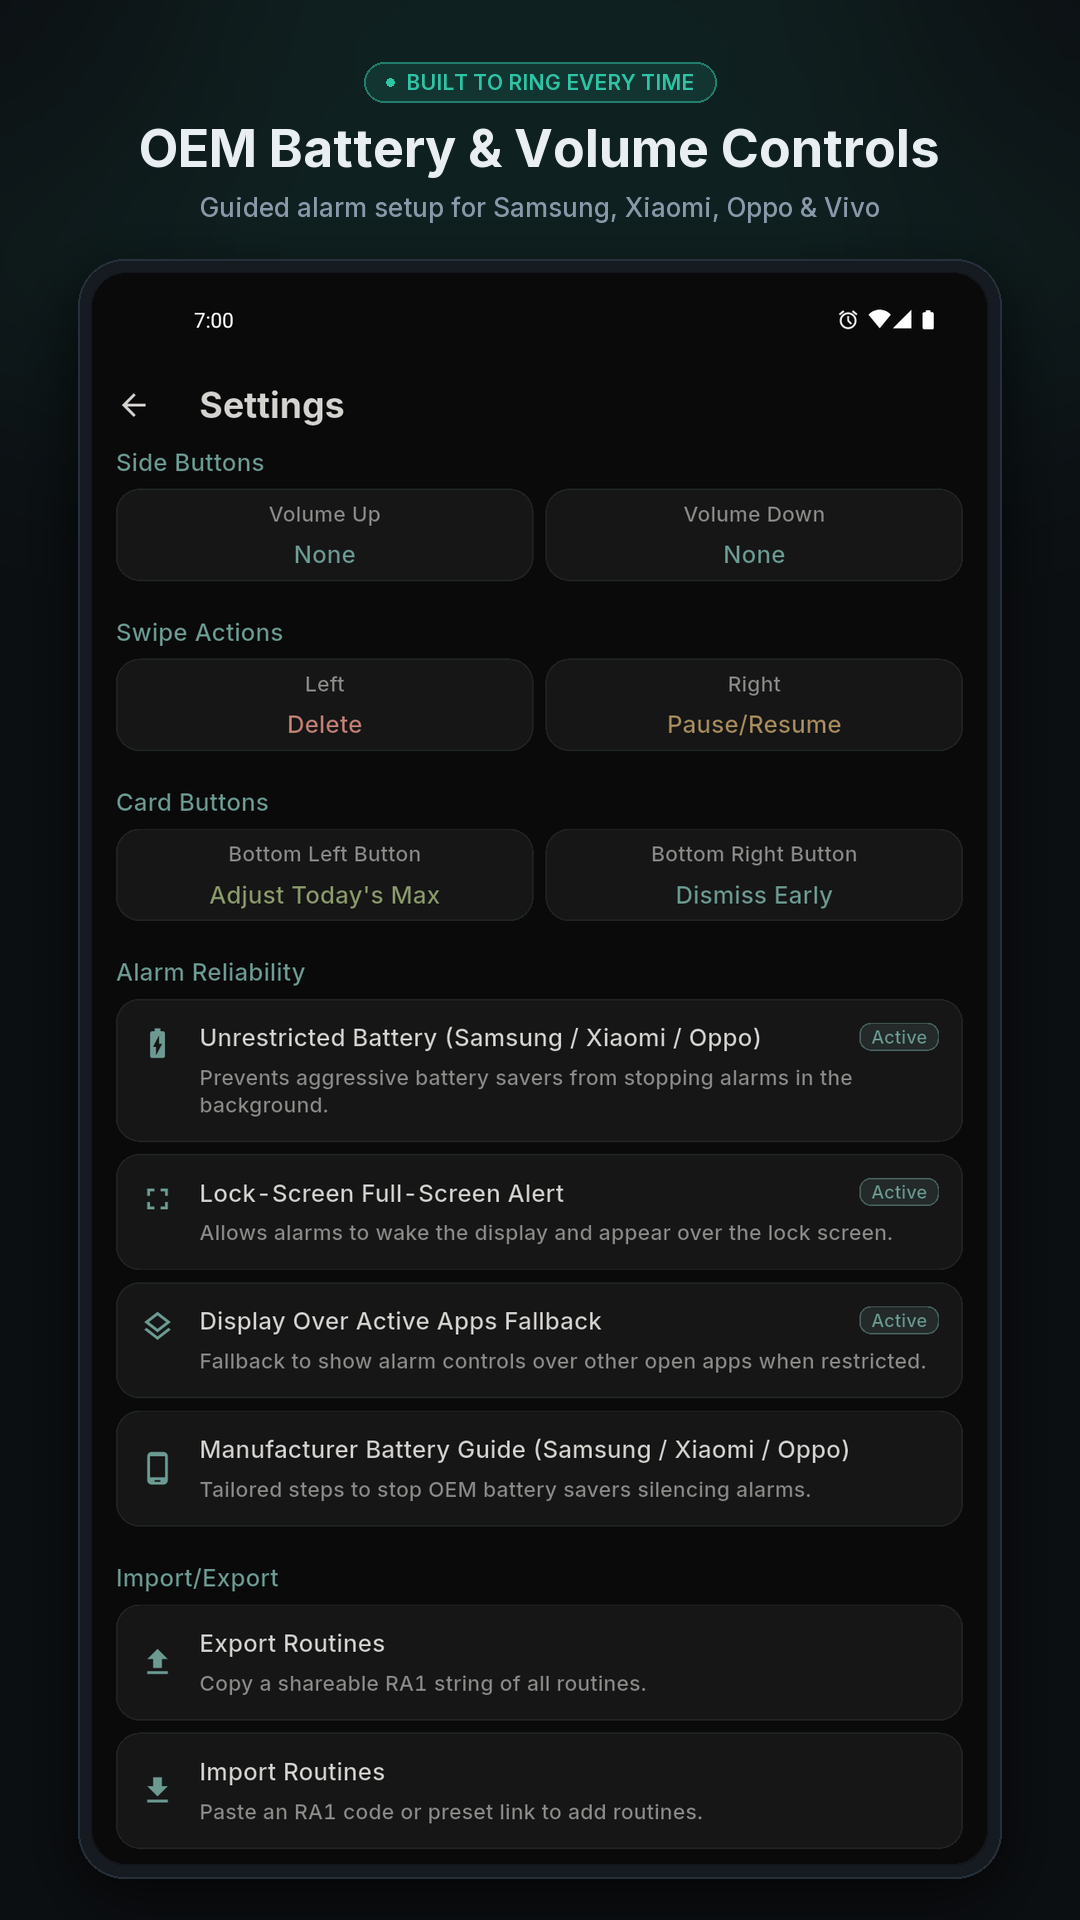 BUILT TO RING EVERY TIME
OEM Battery & Volume Controls
Guided alarm setup for Samsung, Xiaomi, Oppo & Vivo
7:00
Settings
Side Buttons
Volume Up
None
Volume Down
None
Swipe Actions
Left
Delete
Right
Pause/Resume
Card Buttons
Bottom Left Button
Adjust Today's Max
Bottom Right Button
Dismiss Early
Alarm Reliability
Unrestricted Battery (Samsung / Xiaomi / Oppo)
Active
Prevents aggressive battery savers from stopping alarms in the
background.
Lock-Screen Full-Screen Alert
Active
Allows alarms to wake the display and appear over the lock screen.
Display Over Active Apps Fallback
Active
Fallback to show alarm controls over other open apps when restricted.
Manufacturer Battery Guide (Samsung / Xiaomi / Oppo)
Tailored steps to stop OEM battery savers silencing alarms.
Import/Export
Export Routines
Copy a shareable RA1 string of all routines.
Import Routines
Paste an RA1 code or preset link to add routines.